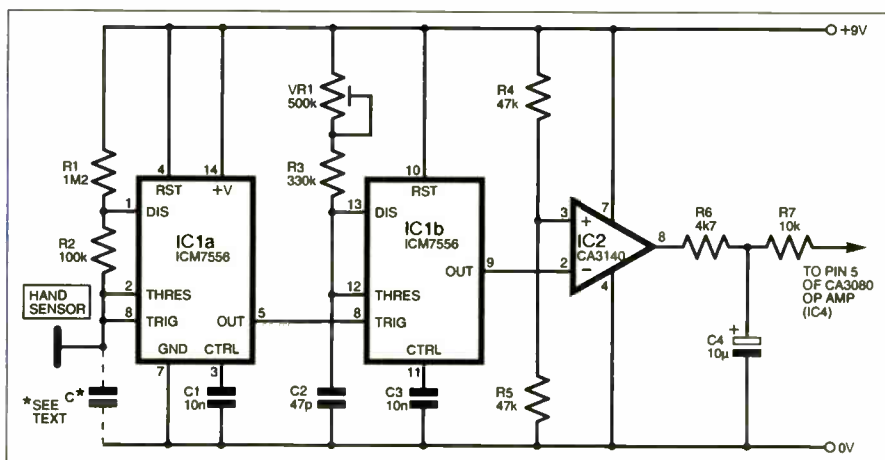 +9V
VR1
500k
R4
47k
R1
1M2
4
14
RST
+V
R3
330k
10
RST
1
DIS
13
DIS
3
+
7
IC2
CA3140
8
R6
4k7
R7
10k
R2
100k
IC1a
ICM7556
IC1b
ICM7556
OUT
9
2
−
4
TO PIN 5
OF CA3080
OP AMP
(IC4)
HAND
SENSOR
2
THRES
12
THRES
8
TRIG
OUT
5
8
TRIG
C4
10µ
+
GND
CTRL
CTRL
7
3
11
*SEE
TEXT
C*
C1
10n
C2
47p
C3
10n
R5
47k
0V